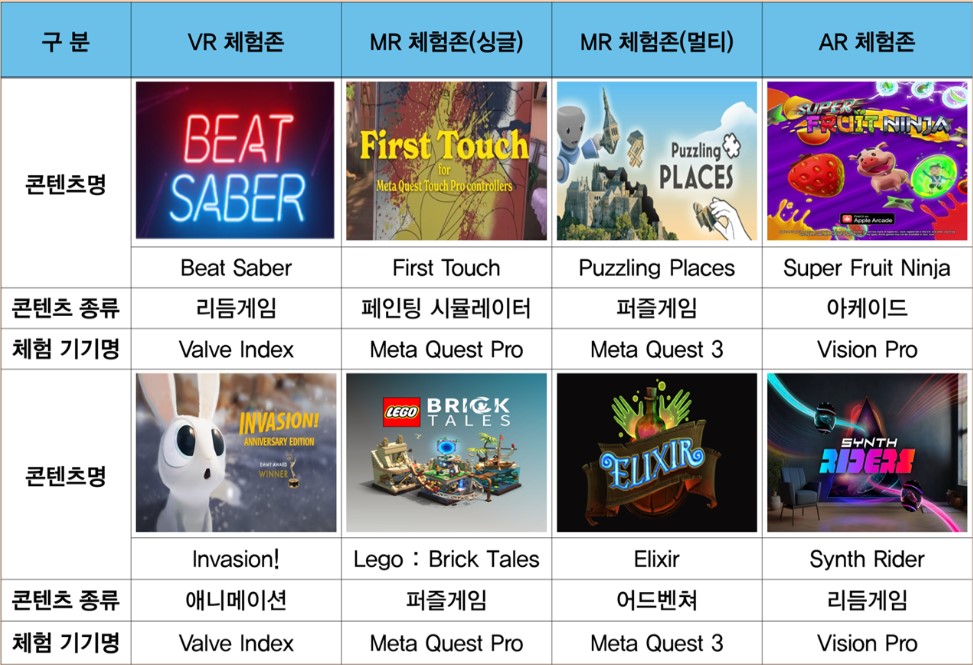 구 분 VR 체험존 MR 체험존(싱글) MR 체험존(멀티) AR 체험존
콘텐츠명
BEAT
SABER
First Touch
for
Meta Quest Touch Pro controllers
Puzzling
PLACES
SUPER
FRUIT NINJA
Apple Arcade
Beat Saber First Touch Puzzling Places Super Fruit Ninja
콘텐츠 종류 리듬게임 페인팅 시뮬레이터 퍼즐게임 아케이드
체험 기기명 Valve Index Meta Quest Pro Meta Quest 3 Vision Pro
콘텐츠명
INVASION!
ANNIVERSARY EDITION
EMMY AWARD
WINNER
LEGO BRICK
TALES
ELIXIR
SYNTH
RIDERS
Invasion! Lego : Brick Tales Elixir Synth Rider
콘텐츠 종류 애니메이션 퍼즐게임 어드벤쳐 리듬게임
체험 기기명 Valve Index Meta Quest Pro Meta Quest 3 Vision Pro